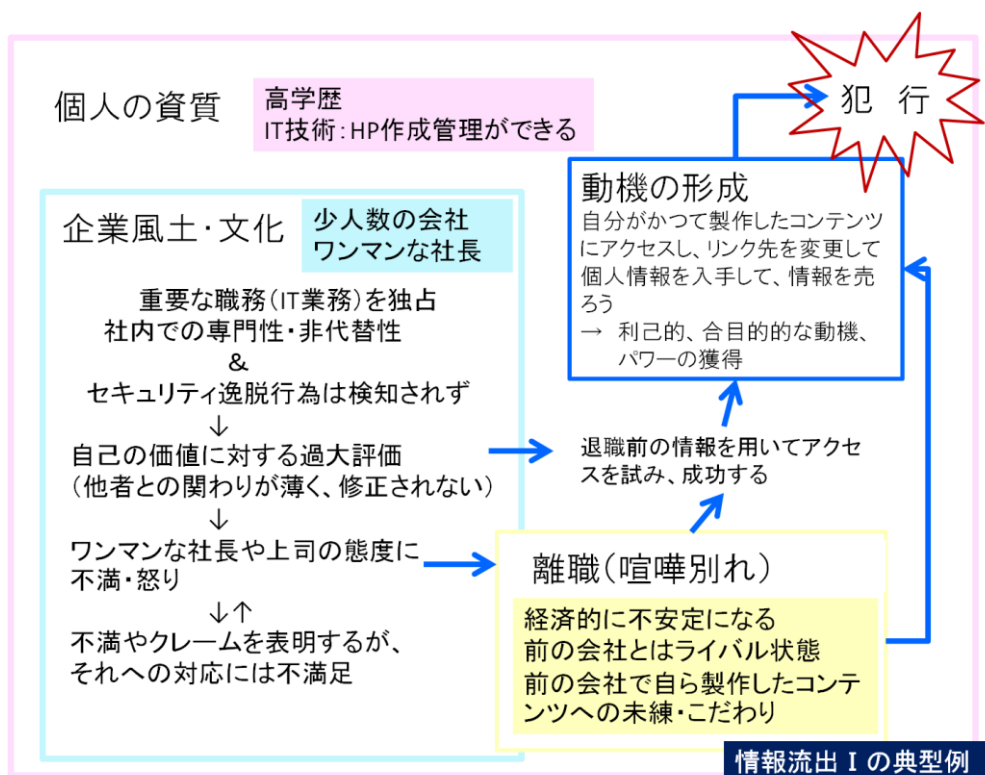 個人の資質
高学歴
IT技術：HP作成管理ができる
犯　行
企業風土・文化
少人数の会社
ワンマンな社長
重要な職務（IT業務）を独占
社内での専門性・非代替性
＆
セキュリティ逸脱行為は検知されず
↓
自己の価値に対する過大評価
（他者との関わりが薄く、修正されない）
↓
ワンマンな社長や上司の態度に
不満・怒り
↓↑
不満やクレームを表明するが、
それへの対応には不満足
動機の形成
自分がかつて製作したコンテンツ
にアクセスし、リンク先を変更して
個人情報を入手して、情報を売
ろう
→　利己的、合目的的な動機、
パワーの獲得
退職前の情報を用いてアクセ
スを試み、成功する
離職（喧嘩別れ）
経済的に不安定になる
前の会社とはライバル状態
前の会社で自ら製作したコンテ
ンツへの未練・こだわり
情報流出Ⅰの典型例